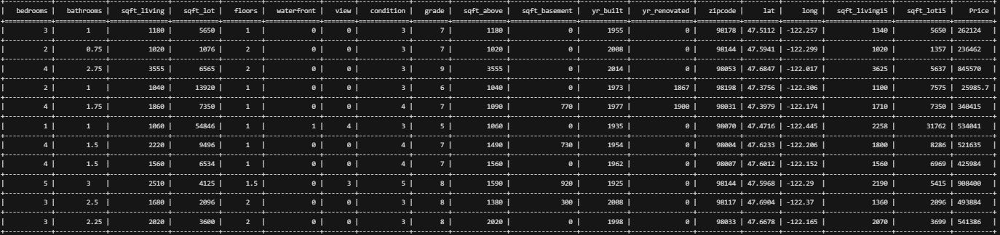 | bedrooms | bathrooms | sqft_living | sqft_lot | floors | waterfront | view | condition | grade | sqft_above | sqft_basement | yr_built | yr_renovated | zipcode | lat | long | sqft_living15 | sqft_lot15 | Price |
| 3 | 1 | 1180 | 5650 | 1 | 0 | 0 | 3 | 7 | 1180 | 0 | 1955 | 0 | 98178 | 47.5112 | -122.257 | 1340 | 5650 | 262124 |
| 2 | 0.75 | 1020 | 1076 | 2 | 0 | 0 | 3 | 7 | 1020 | 0 | 2008 | 0 | 98144 | 47.5941 | -122.299 | 1020 | 1357 | 236462 |
| 4 | 2.75 | 3555 | 6565 | 2 | 0 | 0 | 3 | 9 | 3555 | 0 | 2014 | 0 | 98053 | 47.6847 | -122.017 | 3625 | 5637 | 845570 |
| 2 | 1 | 1040 | 13920 | 1 | 0 | 0 | 3 | 6 | 1040 | 0 | 1973 | 1867 | 98198 | 47.3756 | -122.306 | 1100 | 7575 | 25985.7 |
| 4 | 1.75 | 1860 | 7350 | 1 | 0 | 0 | 4 | 7 | 1090 | 770 | 1977 | 1900 | 98031 | 47.3979 | -122.174 | 1710 | 7350 | 340415 |
| 1 | 1 | 1060 | 54846 | 1 | 1 | 4 | 3 | 5 | 1060 | 0 | 1935 | 0 | 98070 | 47.4716 | -122.445 | 2258 | 31762 | 534041 |
| 4 | 1.5 | 2220 | 9496 | 1 | 0 | 0 | 4 | 7 | 1490 | 730 | 1954 | 0 | 98004 | 47.6233 | -122.206 | 1800 | 8286 | 521635 |
| 4 | 1.5 | 1560 | 6534 | 1 | 0 | 0 | 4 | 7 | 1560 | 0 | 1962 | 0 | 98007 | 47.6012 | -122.152 | 1560 | 6969 | 425984 |
| 5 | 3 | 2510 | 4125 | 1.5 | 0 | 3 | 5 | 8 | 1590 | 920 | 1925 | 0 | 98144 | 47.5968 | -122.29 | 2190 | 5415 | 908400 |
| 3 | 2.5 | 1680 | 2096 | 2 | 0 | 0 | 3 | 8 | 1380 | 300 | 2008 | 0 | 98117 | 47.6904 | -122.37 | 1360 | 2096 | 493884 |
| 3 | 2.25 | 2020 | 3600 | 2 | 0 | 0 | 3 | 8 | 2020 | 0 | 1998 | 0 | 98033 | 47.6678 | -122.165 | 2070 | 3699 | 541386 |